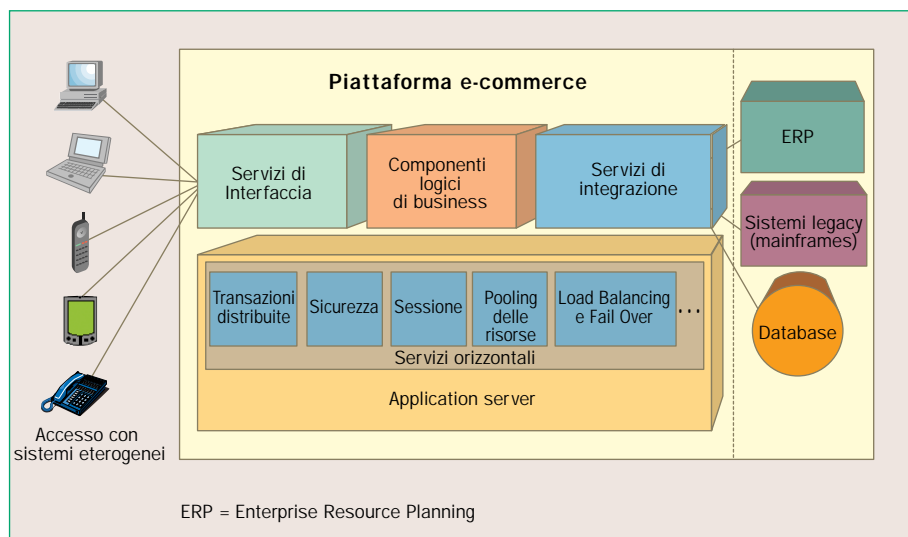 Piattaforma e-commerce
Servizi di
Interfaccia
Componenti
logici
di business
Servizi di
integrazione
ERP
Sistemi legacy
(mainframes)
Database
Transazioni
distribuite
Sicurezza
Sessione
Pooling
delle
risorse
Load Balancing
e Fail Over
...
Servizi orizzontali
Application server
Accesso con
sistemi eterogenei
ERP = Enterprise Resource Planning